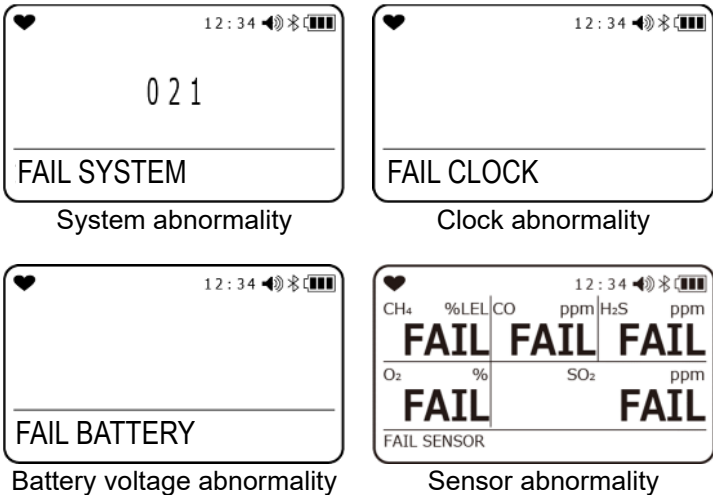 12:34
12:34
021
FAIL SYSTEM
FAIL CLOCK
System abnormality
Clock abnormality
12:34
12:34
CH₄ %LEL CO ppm H₂S ppm
FAIL FAIL FAIL
O₂ % SO₂ ppm
FAIL FAIL
FAIL BATTERY
FAIL SENSOR
Battery voltage abnormality
Sensor abnormality